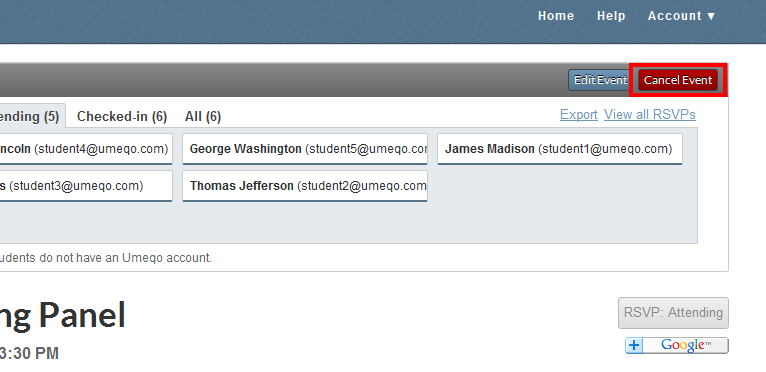 Home Help Account ▼
Edit Event Cancel Event
ending (5) Checked-in (6) All (6) Export View all RSVPs
ncoln (student4@umeqo.com) George Washington (student5@umeqo.cor James Madison (student1@umeqo.com)
s (student3@umeqo.com) Thomas Jefferson (student2@umeqo.com
udents do not have an Umeqo account.
ng Panel
RSVP: Attending
+ Google™
3:30 PM